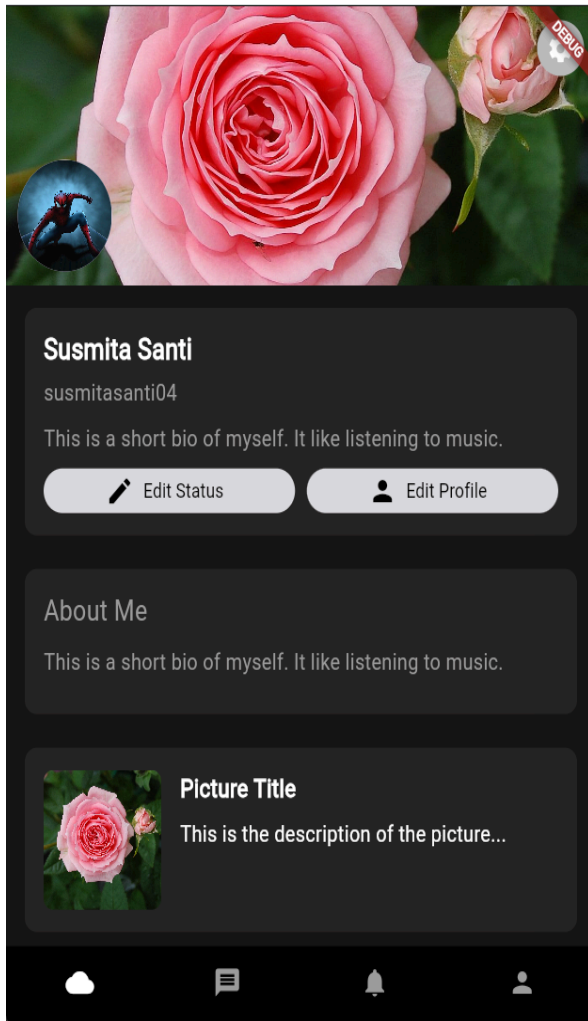 DEBUG
Susmita Santi
susmitasanti04
This is a short bio of myself. It like listening to music.
Edit Status
Edit Profile
About Me
This is a short bio of myself. It like listening to music.
Picture Title
This is the description of the picture...